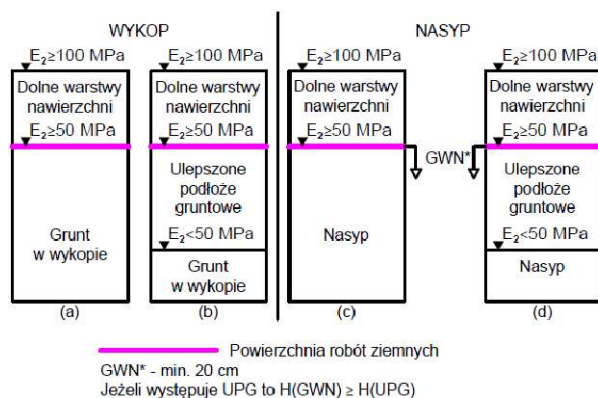 WYKOP
NASYP
E₂≥100 MPa
E₂≥100 MPa
E₂≥100 MPa
E₂≥100 MPa
Dolne warstwy
nawierzchni
Dolne warstwy
nawierzchni
Dolne warstwy
nawierzchni
Dolne warstwy
nawierzchni
E₂≥50 MPa
E₂≥50 MPa
E₂≥50 MPa
E₂≥50 MPa
GWN*
Grunt
w wykopie
Ulepszone
podłoże
gruntowe
Nasyp
Ulepszone
podłoże
gruntowe
E₂<50 MPa
E₂<50 MPa
Grunt
w wykopie
Nasyp
(a)
(b)
(c)
(d)
Powierzchnia robót ziemnych
GWN* - min. 20 cm
Jeżeli występuje UPG to H(GWN) ≥ H(UPG)